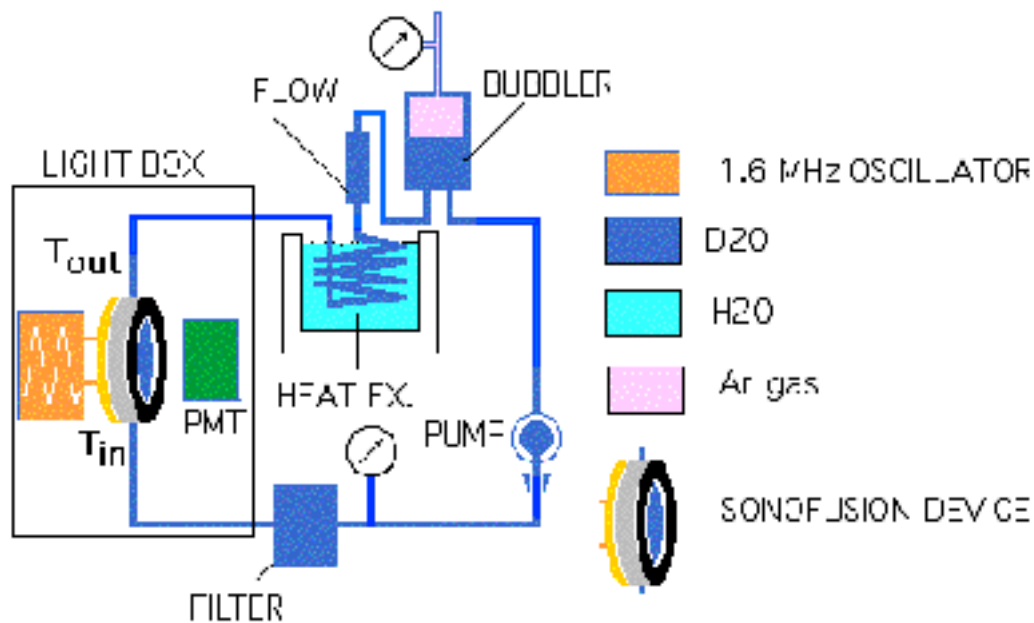 FLOW
BUBBLER
LIGHT BOX
1.6 MHz OSCILLATOR
Tout
D2O
H2O
HEAT EX.
Ar gas
PMT
Tin
PUMP
SONOFUSION DEVICE
FILTER